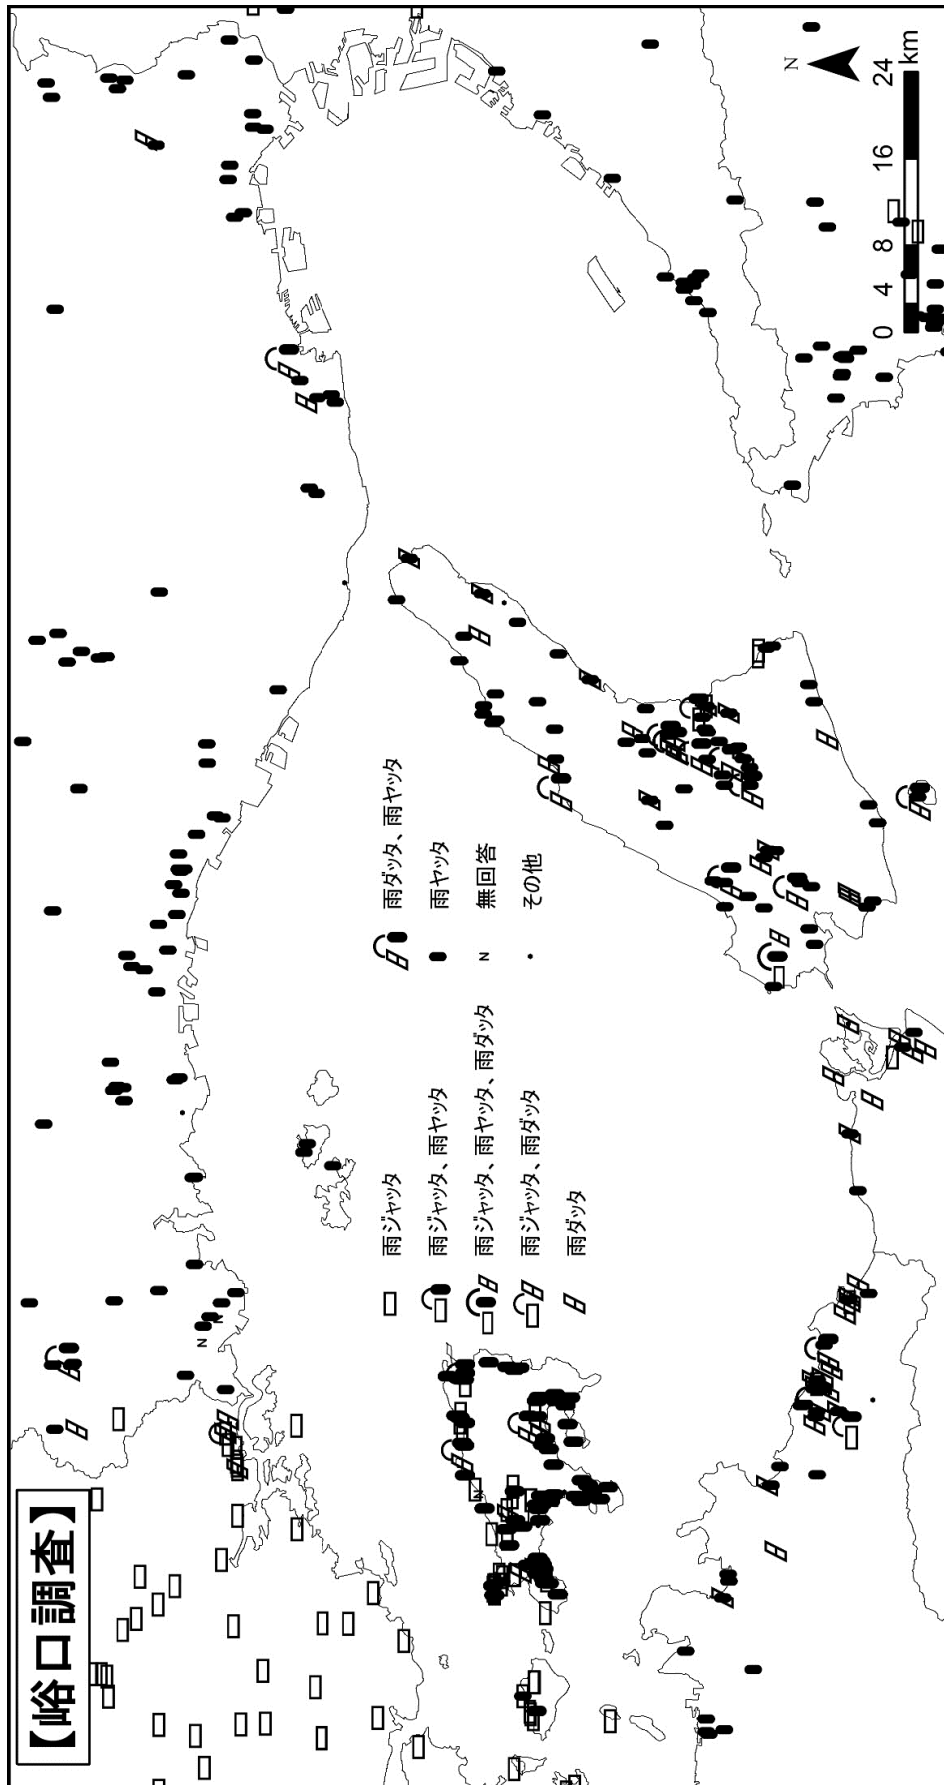 【峪口調査】
雨ジャッタ
雨ジャッタ、雨ヤッタ
雨ジャッタ、雨ヤッタ、雨ダッタ
雨ジャッタ、雨ダッタ
雨ダッタ
雨ダッタ、雨ヤッタ
雨ヤッタ
N 無回答
その他
N
N
N
N
0 4 8 16 24
km